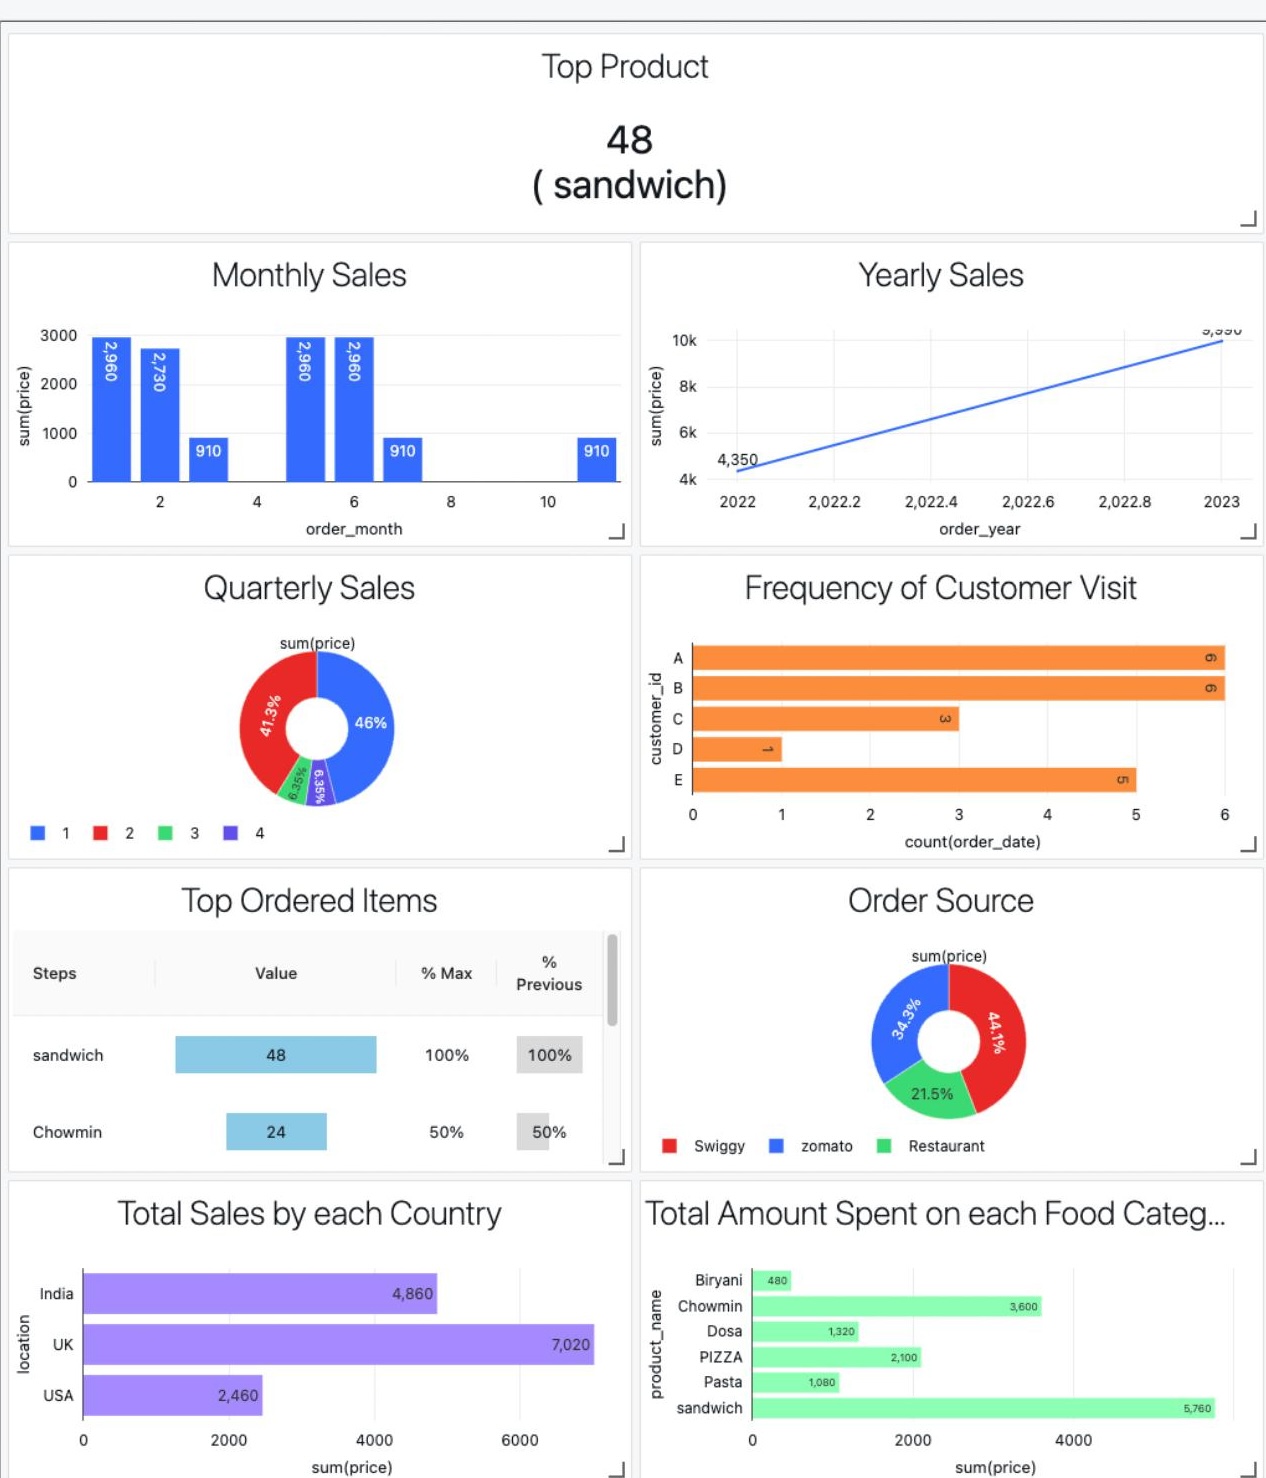 Top Product
48
( sandwich)
Monthly Sales
3000
2000
1000
0
sum(price)
2,960
2,730
910
2,960
2,960
910
910
2
4
6
8
10
order_month
Yearly Sales
10k
8k
6k
4k
sum(price)
4,350
9,990
2022
2,022.2
2,022.4
2,022.6
2,022.8
2023
order_year
Quarterly Sales
sum(price)
41.3%
46%
6.35%
6.35%
1 2 3 4
Frequency of Customer Visit
customer_id
A 6
B 6
C 3
D 1
E 5
0 1 2 3 4 5 6
count(order_date)
Top Ordered Items
Steps Value % Max % Previous
sandwich 48 100% 100%
Chowmin 24 50% 50%
Order Source
sum(price)
34.3%
44.1%
21.5%
Swiggy zomato Restaurant
Total Sales by each Country
location
India 4,860
UK 7,020
USA 2,460
0 2000 4000 6000
sum(price)
Total Amount Spent on each Food Categ...
product_name
Biryani 480
Chowmin 3,600
Dosa 1,320
PIZZA 2,100
Pasta 1,080
sandwich 5,760
0 2000 4000
sum(price)